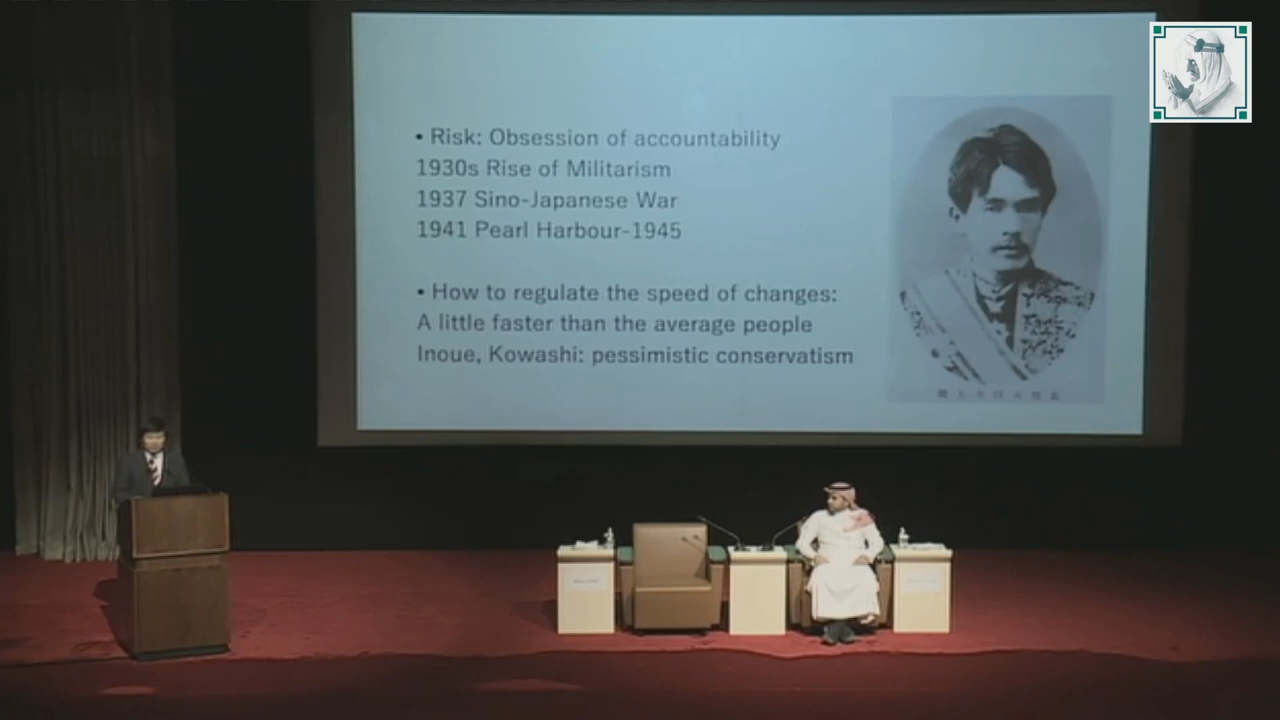 • Risk: Obsession of accountability
1930s Rise of Militarism
1937 Sino-Japanese War
1941 Pearl Harbour-1945
• How to regulate the speed of changes:
A little faster than the average people
Inoue, Kowashi: pessimistic conservatism